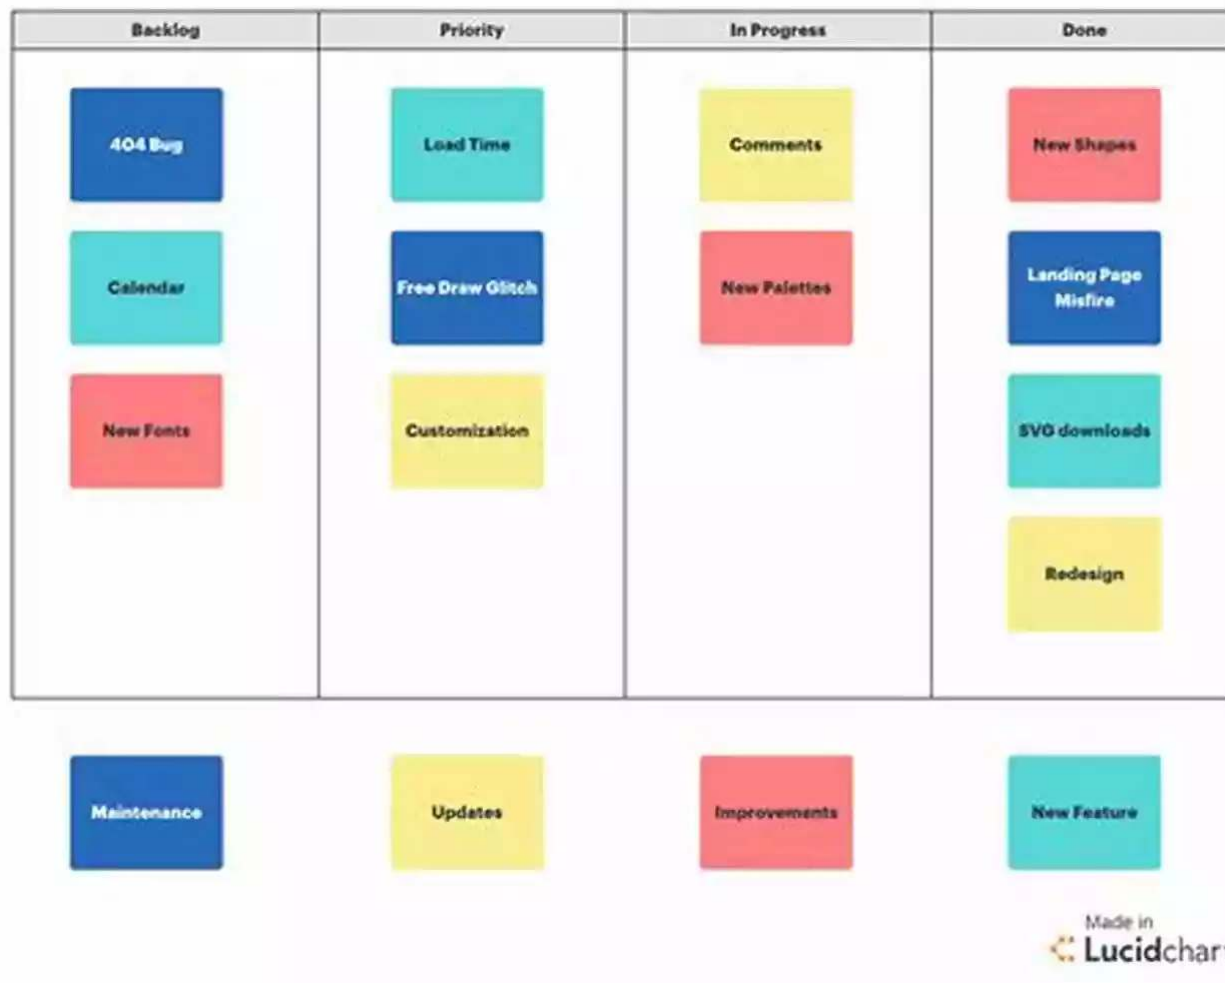 Backlog
Priority
In Progress
Done
404 Bug
Load Time
Comments
New Shapes
Calendar
Free Draw Glitch
New Palettes
Landing Page
Misfire
New Fonts
Customization
SVG downloads
Redesign
Maintenance
Updates
Improvements
New Feature
Made in
Lucidchar